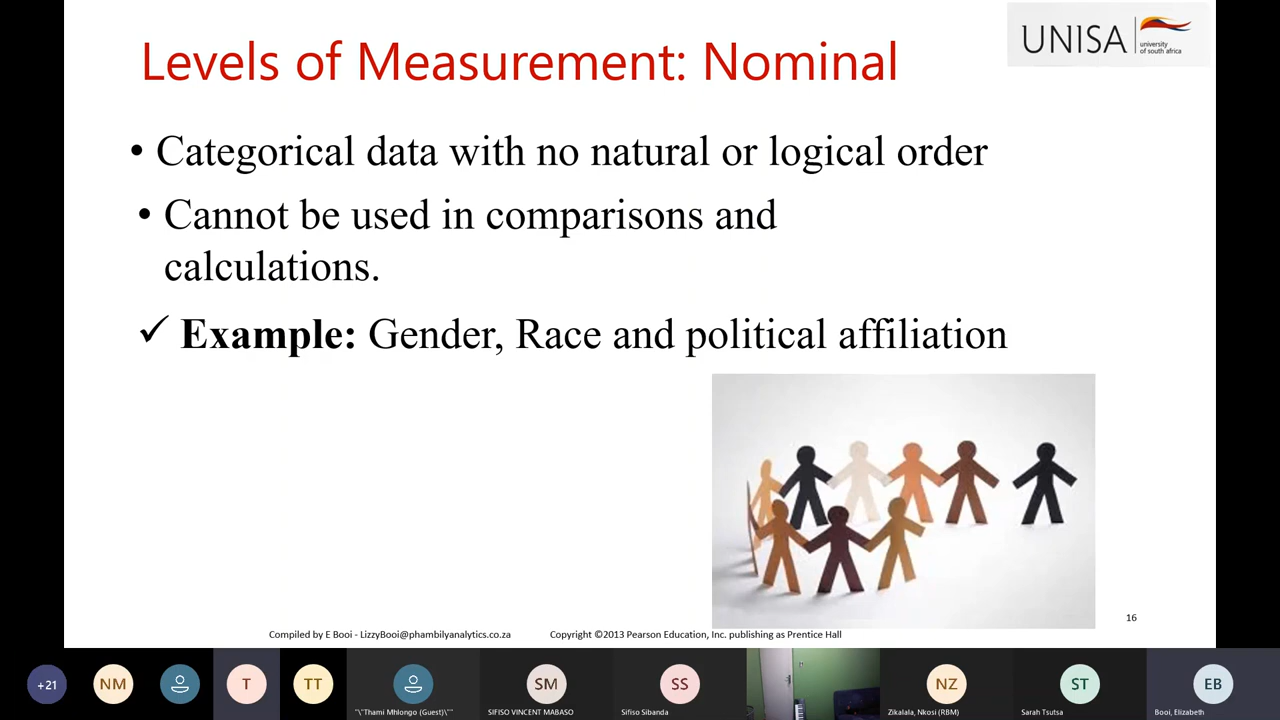 Levels of Measurement: Nominal
UNISA
university
of south africa
• Categorical data with no natural or logical order
• Cannot be used in comparisons and
calculations.
✓ Example: Gender, Race and political affiliation
16
Compiled by E Booi - LizzyBooi@phambilyanalytics.co.za
Copyright ©2013 Pearson Education, Inc. publishing as Prentice Hall
+21
NM
T
TT
SM
SS
NZ
ST
EB
"\"Thami Mhlongo (Guest)\""
SIFISO VINCENT MABASO
Sifiso Sibanda
Zikalala, Nkosi (RBM)
Sarah Tsutsa
Booi, Elizabeth